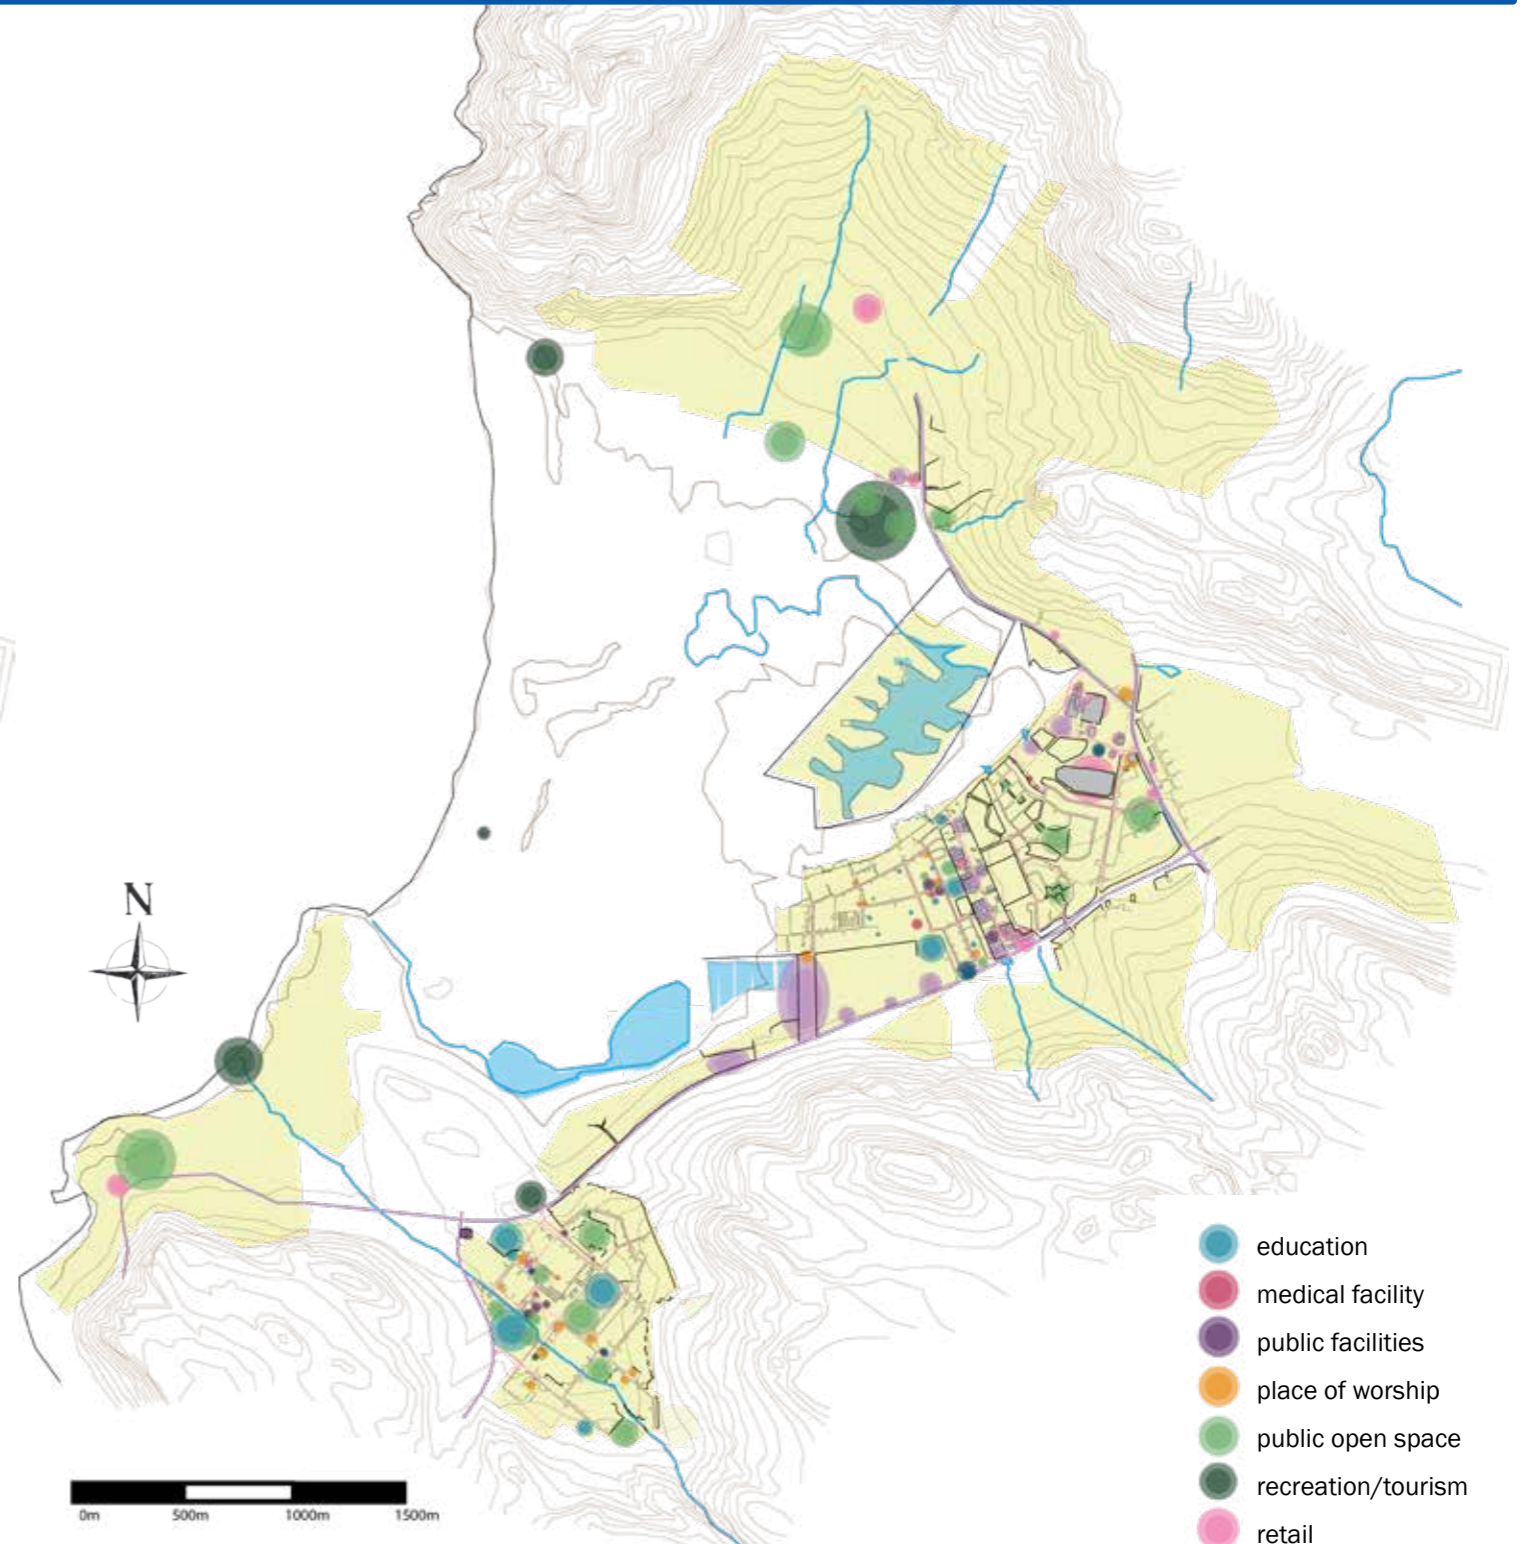 N
education
medical facility
public facilities
place of worship
public open space
recreation/tourism
retail
0m 500m 1000m 1500m